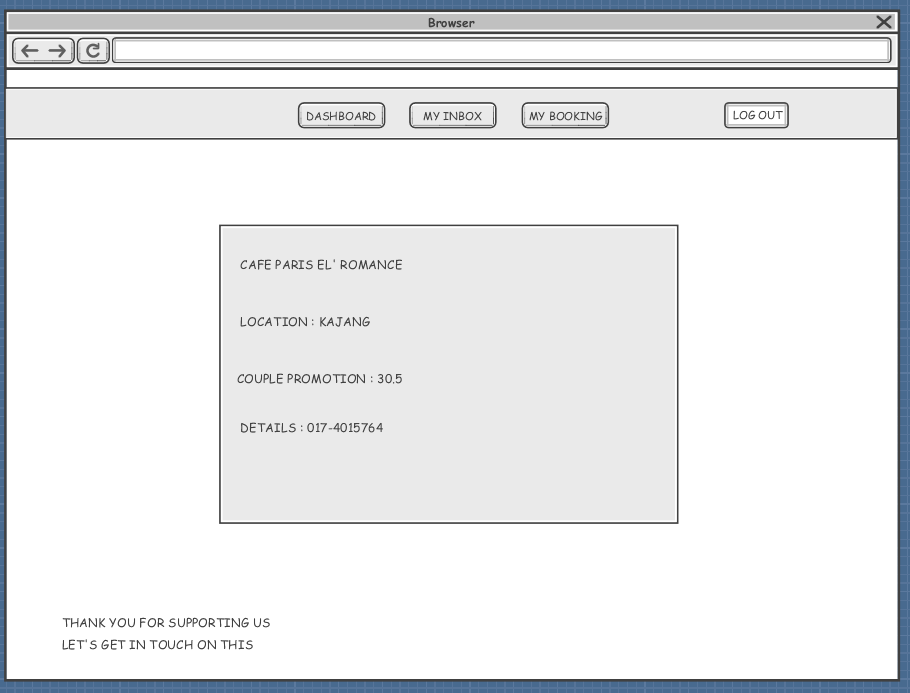 Browser
DASHBOARD MY INBOX MY BOOKING LOG OUT
CAFE PARIS EL' ROMANCE
LOCATION : KAJANG
COUPLE PROMOTION : 30.5
DETAILS : 017-4015764
THANK YOU FOR SUPPORTING US
LET'S GET IN TOUCH ON THIS